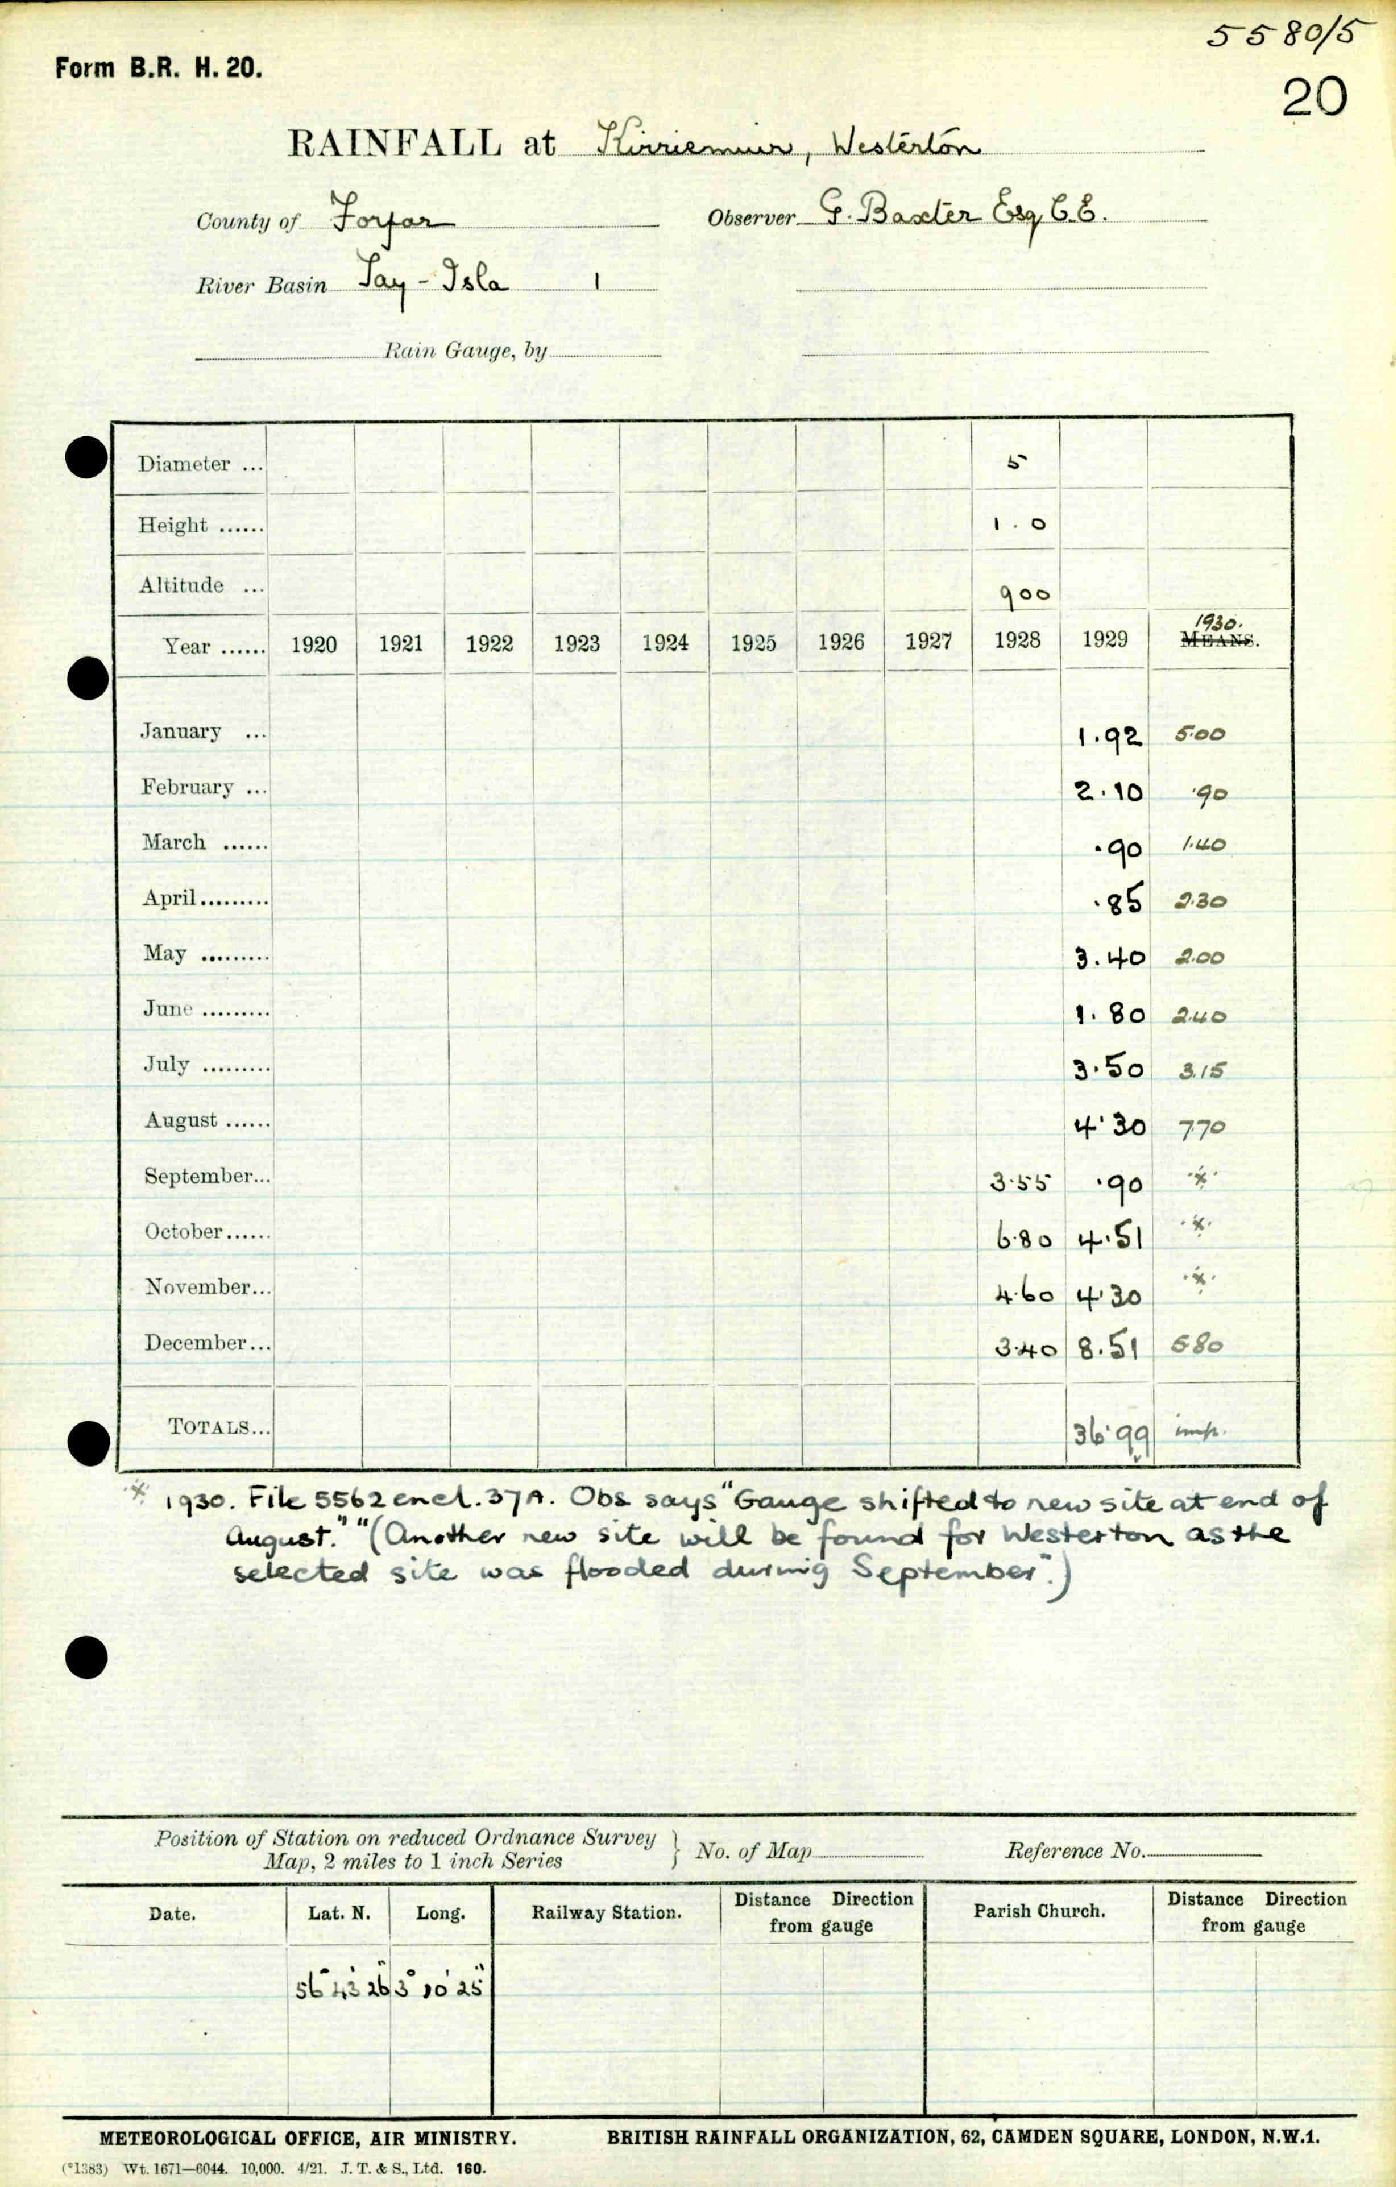 5580/5
Form B.R. H. 20.
20
RAINFALL at Kirriemuir, Westerton
County of Forfar Observer G. Baxter Esq C.E.
River Basin Tay - Isla 1
Rain Gauge, by
Diameter ... 5
Height ...... 1.0
Altitude ... 900
1930.
Year ...... 1920 1921 1922 1923 1924 1925 1926 1927 1928 1929 MEANS.
January ... 1.92 5.00
February ... 2.10 .90
March ...... .90 1.40
April ......... .85 2.30
May ......... 3.40 2.00
June ......... 1.80 2.40
July ......... 3.50 3.15
August ...... 4.30 7.70
September... 3.55 .90 *
October...... 6.80 4.51 *
November... 4.60 4.30 *
December... 3.40 8.51 5.80
TOTALS... 36.99 imp.
* 1930. File 5562 encl. 37A. Obs says "Gauge shifted to new site at end of
August." "(Another new site will be found for Westerton as the
selected site was flooded during September".)
Position of Station on reduced Ordnance Survey
Map, 2 miles to 1 inch Series } No. of Map Reference No.
Date. Lat. N. Long. Railway Station. Distance Direction from gauge Parish Church. Distance Direction from gauge
56° 43' 26" 3° 10' 25"
METEOROLOGICAL OFFICE, AIR MINISTRY. BRITISH RAINFALL ORGANIZATION, 62, CAMDEN SQUARE, LONDON, N.W.1.
(*1383) Wt. 1671—6044. 10,000. 4/21. J. T. & S., Ltd. 160.